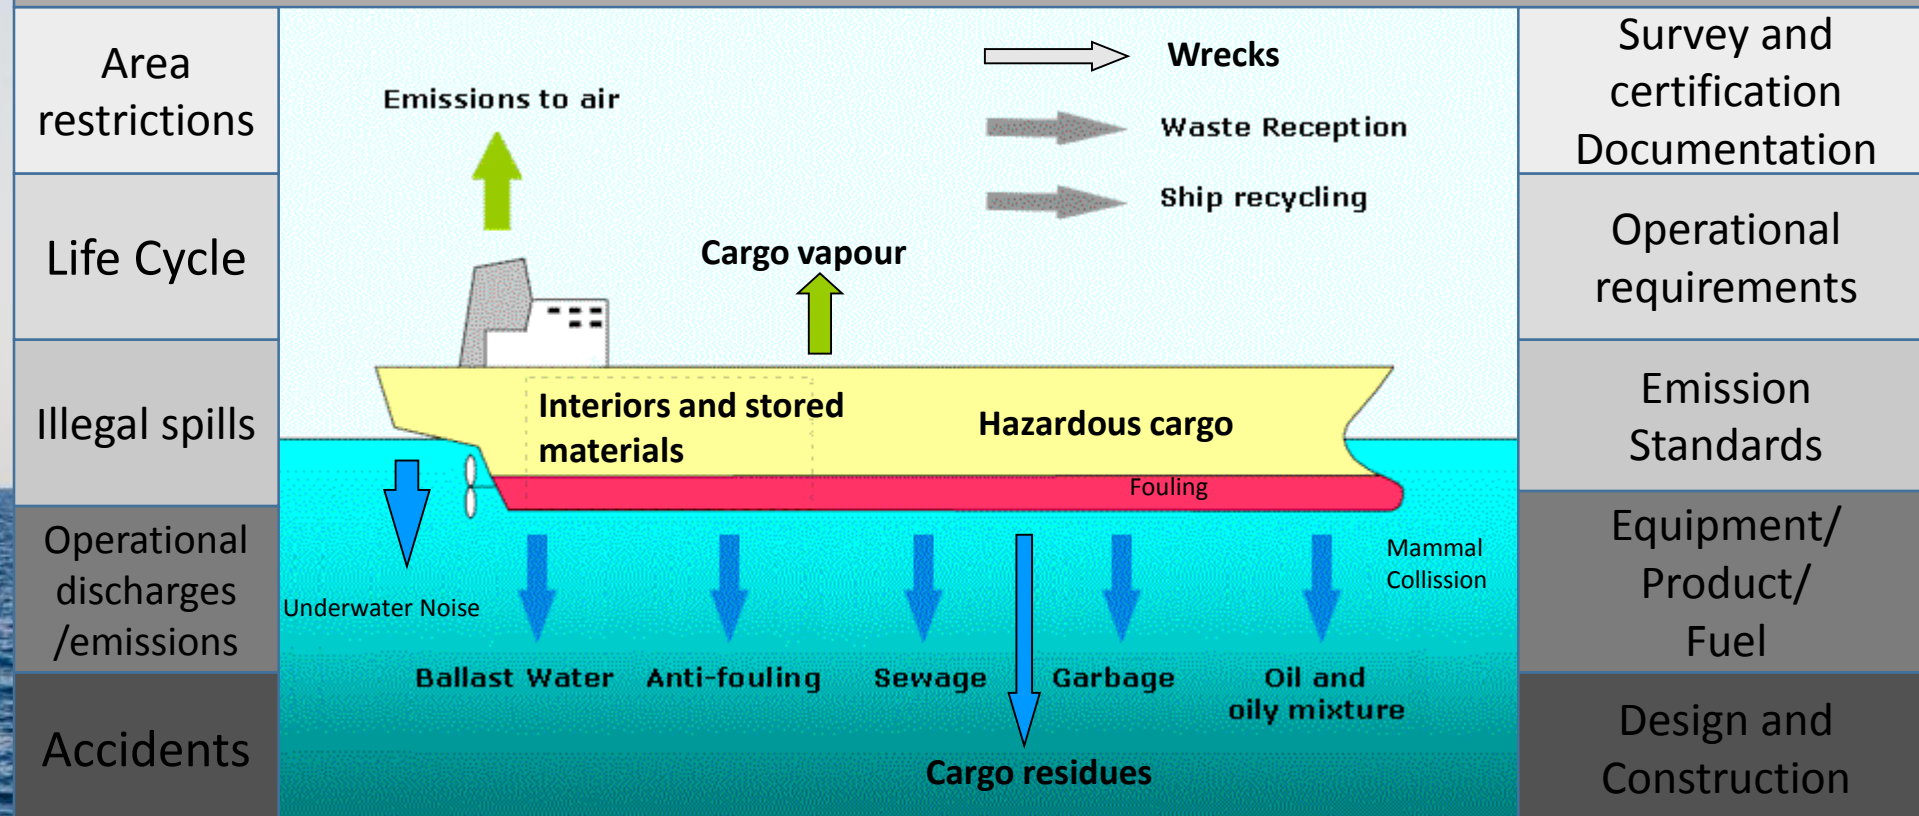 Area
restrictions
Life Cycle
Illegal spills
Operational
discharges
/emissions
Accidents
Emissions to air
Wrecks
Waste Reception
Ship recycling
Cargo vapour
Interiors and stored
materials
Hazardous cargo
Fouling
Mammal
Collission
Underwater Noise
Ballast Water
Anti-fouling
Sewage
Garbage
Oil and
oily mixture
Cargo residues
Survey and
certification
Documentation
Operational
requirements
Emission
Standards
Equipment/
Product/
Fuel
Design and
Construction